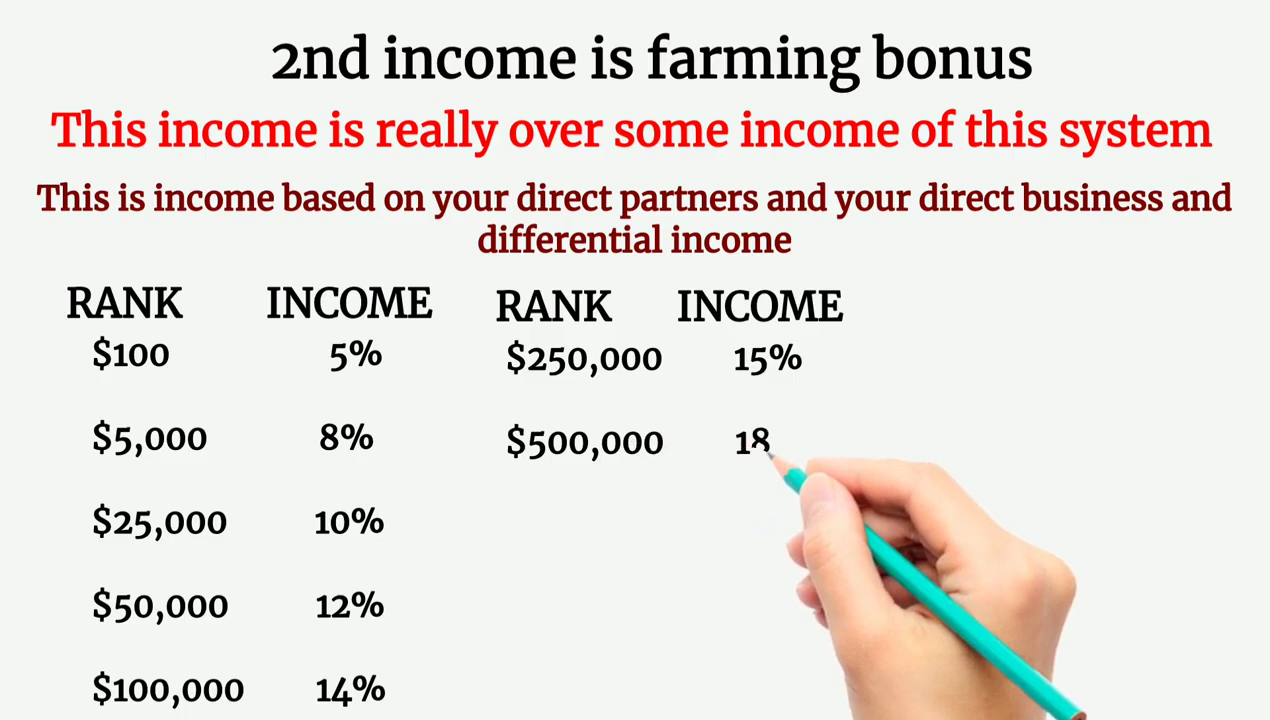 2nd income is farming bonus
This income is really over some income of this system
This is income based on your direct partners and your direct business and
differential income
RANK INCOME RANK INCOME
$100 5% $250,000 15%
$5,000 8% $500,000 18
$25,000 10%
$50,000 12%
$100,000 14%